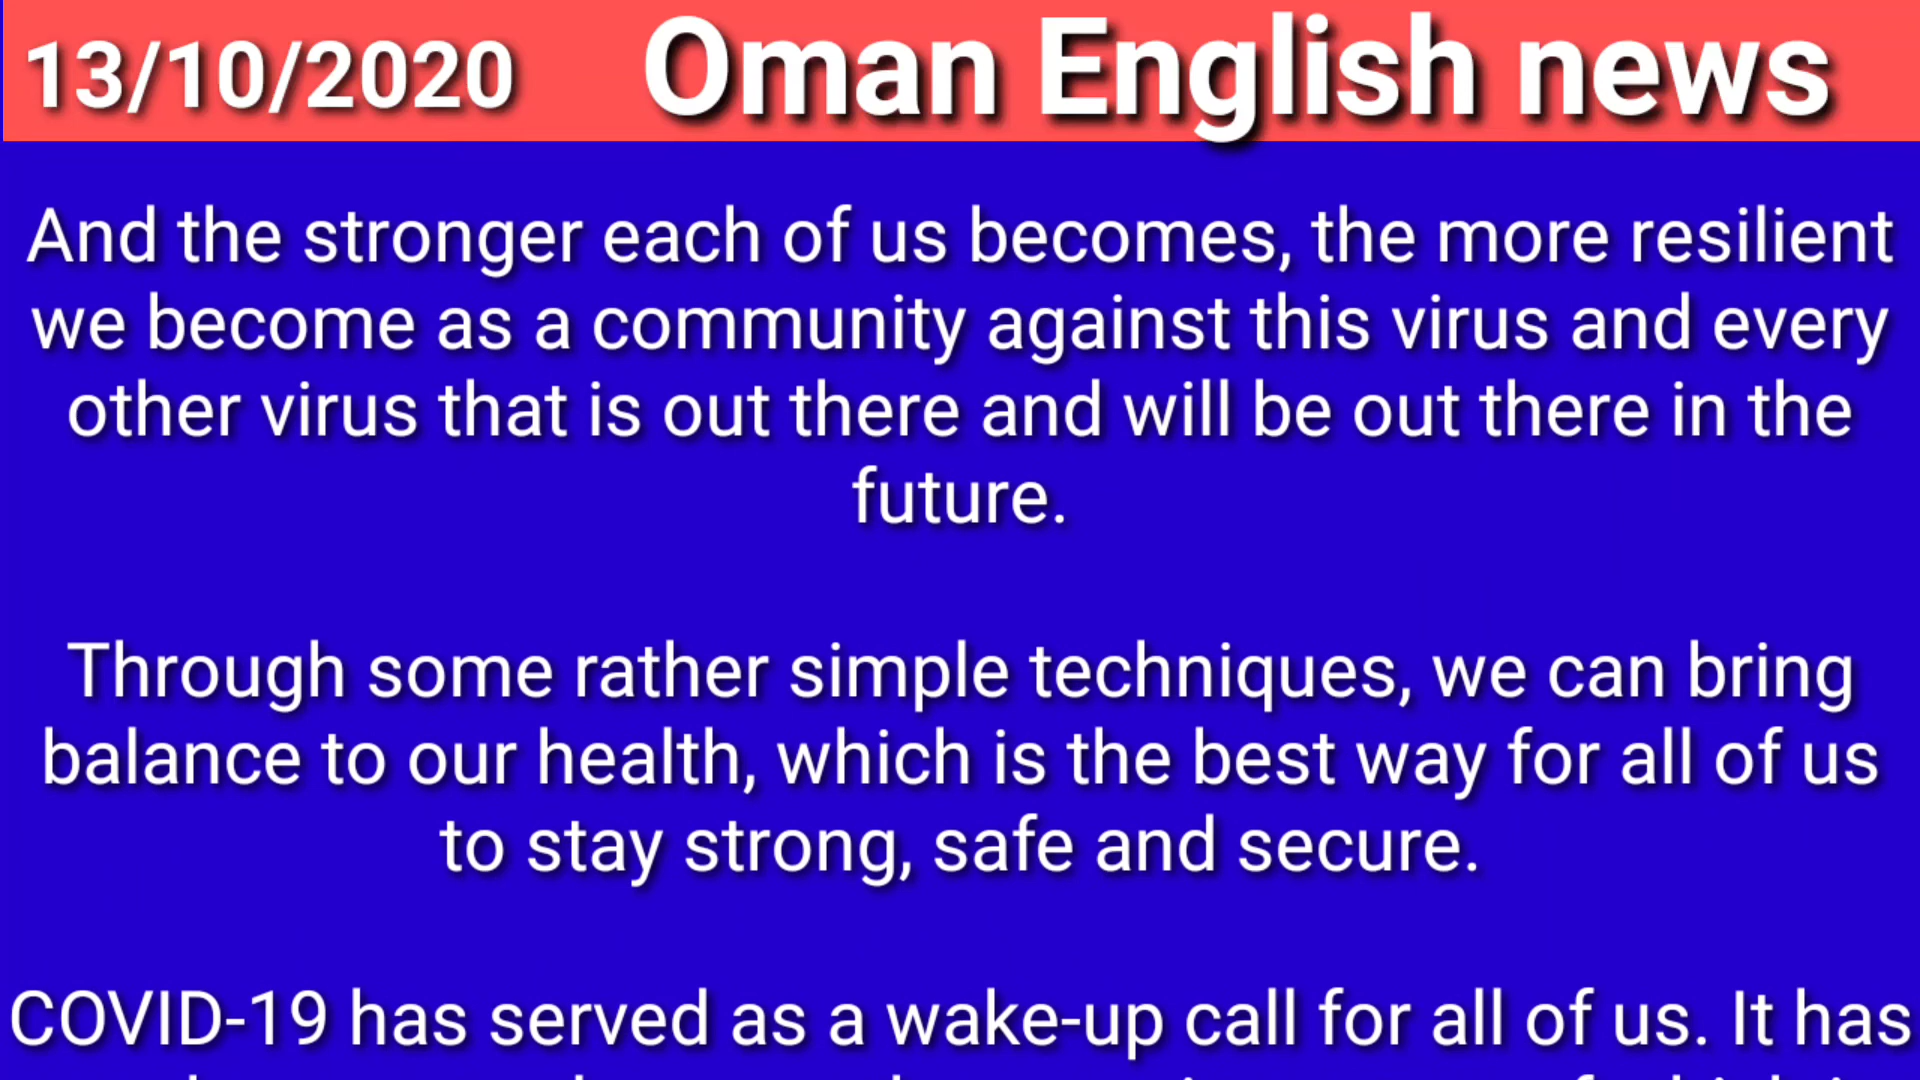 13/10/2020 Oman English news
And the stronger each of us becomes, the more resilient
we become as a community against this virus and every
other virus that is out there and will be out there in the
future.
Through some rather simple techniques, we can bring
balance to our health, which is the best way for all of us
to stay strong, safe and secure.
COVID-19 has served as a wake-up call for all of us. It has